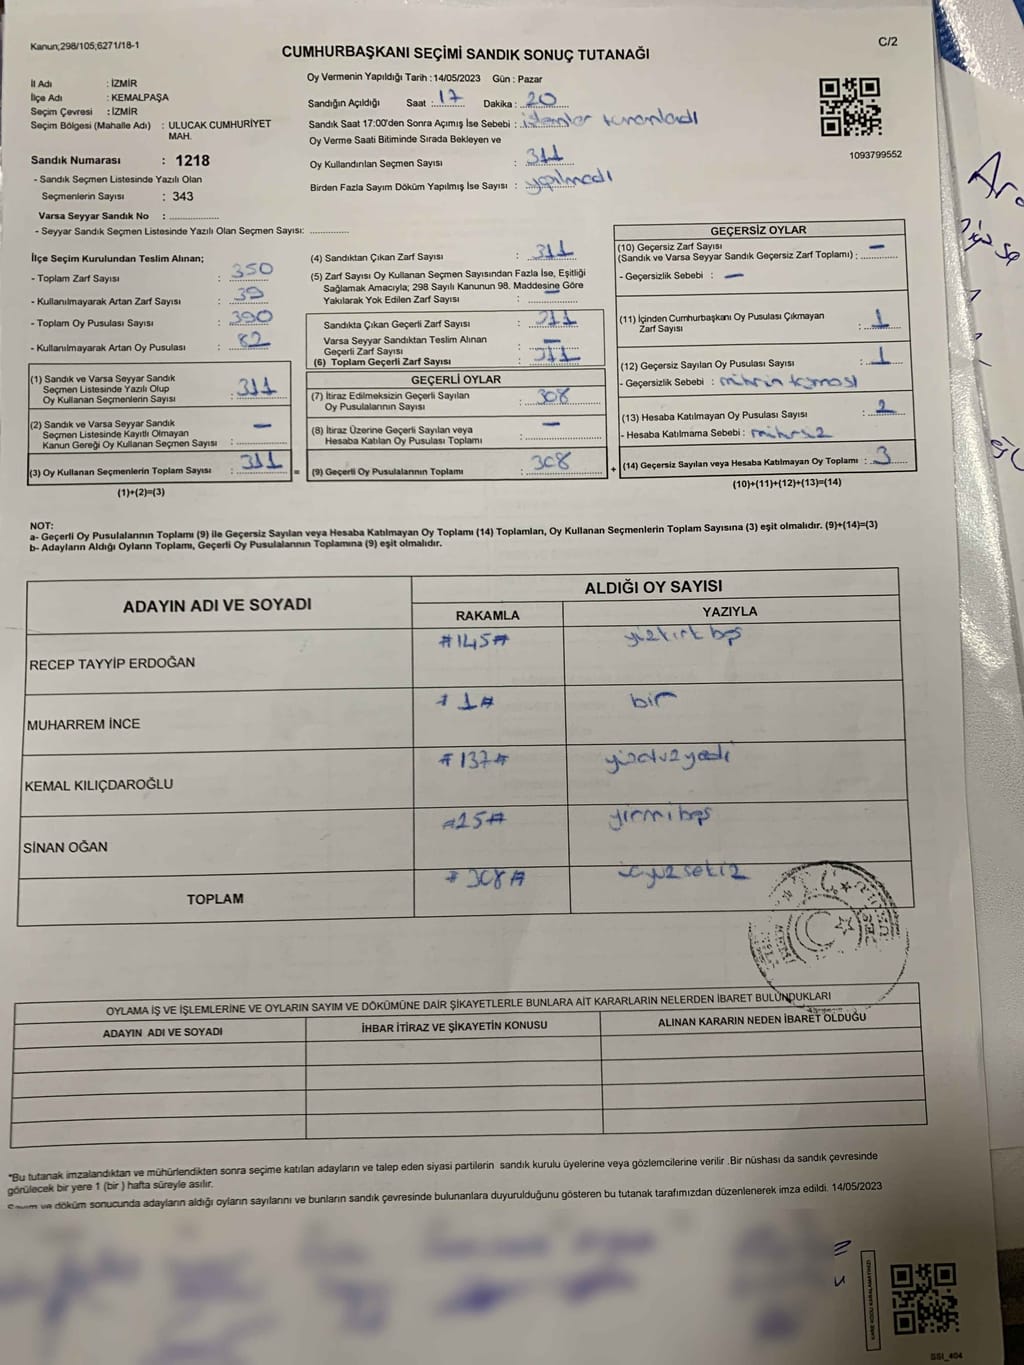 Kanun;298/105;6271/18-1
C/2
CUMHURBAŞKANI SEÇİMİ SANDIK SONUÇ TUTANAĞI
İl Adı : İZMİR
İlçe Adı : KEMALPAŞA
Seçim Çevresi : İZMİR
Seçim Bölgesi (Mahalle Adı) : ULUCAK CUMHURİYET
MAH.
Sandık Numarası : 1218
- Sandık Seçmen Listesinde Yazılı Olan
Seçmenlerin Sayısı : 343
Varsa Seyyar Sandık No : ....................
- Seyyar Sandık Seçmen Listesinde Yazılı Olan Seçmen Sayısı: ................
Oy Vermenin Yapıldığı Tarih : 14/05/2023 Gün : Pazar
Sandığın Açıldığı Saat : 17 Dakika : 20
Sandık Saat 17:00'den Sonra Açımış İse Sebebi : işlemler tamamladı
Oy Verme Saati Bitiminde Sırada Bekleyen ve
Oy Kullandırılan Seçmen Sayısı : 311
Birden Fazla Sayım Döküm Yapılmış İse Sayısı : yapılmadı
1093799552
İlçe Seçim Kurulundan Teslim Alınan;
- Toplam Zarf Sayısı : 350
- Kullanılmayarak Artan Zarf Sayısı : 39
- Toplam Oy Pusulası Sayısı : 390
- Kullanılmayarak Artan Oy Pusulası : 82
(1) Sandık ve Varsa Seyyar Sandık
Seçmen Listesinde Yazılı Olup
Oy Kullanan Seçmenlerin Sayısı : 311
(2) Sandık ve Varsa Seyyar Sandık
Seçmen Listesinde Kayıtlı Olmayan
Kanun Gereği Oy Kullanan Seçmen Sayısı : —
(3) Oy Kullanan Seçmenlerin Toplam Sayısı : 311
(1)+(2)=(3)
=
(4) Sandıktan Çıkan Zarf Sayısı : 311
(5) Zarf Sayısı Oy Kullanan Seçmen Sayısından Fazla İse, Eşitliği
Sağlamak Amacıyla; 298 Sayılı Kanunun 98. Maddesine Göre
Yakılarak Yok Edilen Zarf Sayısı : —
Sandıkta Çıkan Geçerli Zarf Sayısı : 311
Varsa Seyyar Sandıktan Teslim Alınan
Geçerli Zarf Sayısı : —
(6) Toplam Geçerli Zarf Sayısı : 311
GEÇERLİ OYLAR
(7) İtiraz Edilmeksizin Geçerli Sayılan
Oy Pusulalarının Sayısı : 308
(8) İtiraz Üzerine Geçerli Sayılan veya
Hesaba Katılan Oy Pusulası Toplamı : —
(9) Geçerli Oy Pusulalarının Toplamı : 308
+
GEÇERSİZ OYLAR
(10) Geçersiz Zarf Sayısı —
(Sandık ve Varsa Seyyar Sandık Geçersiz Zarf Toplamı) :
- Geçersizlik Sebebi : —
(11) İçinden Cumhurbaşkanı Oy Pusulası Çıkmayan
Zarf Sayısı : 1
(12) Geçersiz Sayılan Oy Pusulası Sayısı : 1
- Geçersizlik Sebebi : mührün taşması
(13) Hesaba Katılmayan Oy Pusulası Sayısı : 2
- Hesaba Katılmama Sebebi : mühürsüz
(14) Geçersiz Sayılan veya Hesaba Katılmayan Oy Toplamı : 3
(10)+(11)+(12)+(13)=(14)
NOT:
a- Geçerli Oy Pusulalarının Toplamı (9) ile Geçersiz Sayılan veya Hesaba Katılmayan Oy Toplamı (14) Toplamları, Oy Kullanan Seçmenlerin Toplam Sayısına (3) eşit olmalıdır. (9)+(14)=(3)
b- Adayların Aldığı Oyların Toplamı, Geçerli Oy Pusulalarının Toplamına (9) eşit olmalıdır.
ADAYIN ADI VE SOYADI
ALDIĞI OY SAYISI
RAKAMLA YAZIYLA
RECEP TAYYİP ERDOĞAN #145# yüzkırk beş
MUHARREM İNCE # 1# bir
KEMAL KILIÇDAROĞLU #137# yüzotuzyedi
SİNAN OĞAN #25# yirmibeş
TOPLAM # 308# üçyüzsekiz
OYLAMA İŞ VE İŞLEMLERİNE VE OYLARIN SAYIM VE DÖKÜMÜNE DAİR ŞİKAYETLERLE BUNLARA AİT KARARLARIN NELERDEN İBARET BULUNDUKLARI
ADAYIN ADI VE SOYADI İHBAR İTİRAZ VE ŞİKAYETİN KONUSU ALINAN KARARIN NEDEN İBARET OLDUĞU
*Bu tutanak imzalandıktan ve mühürlendikten sonra seçime katılan adayların ve talep eden siyasi partilerin sandık kurulu üyelerine veya gözlemcilerine verilir .Bir nüshası da sandık çevresinde
görülecek bir yere 1 (bir ) hafta süreyle asılır.
Sayım ve döküm sonucunda adayların aldığı oyların sayılarını ve bunların sandık çevresinde bulunanlara duyurulduğunu gösteren bu tutanak tarafımızdan düzenlenerek imza edildi. 14/05/2023
KARE KODU KARALAMAYINIZ!
SSI_404